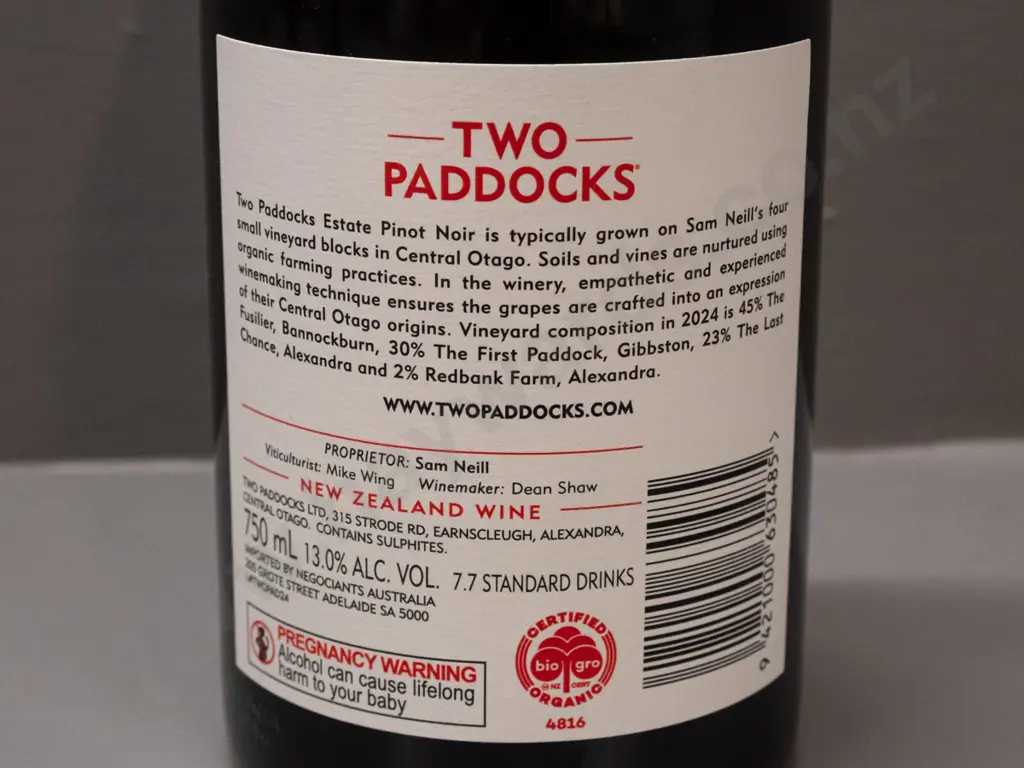 TWO
PADDOCKS
Two Paddocks Estate Pinot Noir is typically grown on Sam Neill's four
small vineyard blocks in Central Otago. Soils and vines are nurtured using
organic farming practices. In the winery, empathetic and experienced
winemaking technique ensures the grapes are crafted into an expression
of their Central Otago origins. Vineyard composition in 2024 is 45% The
Fusilier, Bannockburn, 30% The First Paddock, Gibbston, 23% The Last
Chance, Alexandra and 2% Redbank Farm, Alexandra.
WWW.TWOPADDOCKS.COM
PROPRIETOR: Sam Neill
Viticulturist: Mike Wing Winemaker: Dean Shaw
NEW ZEALAND WINE
TWO PADDOCKS LTD, 315 STRODE RD, EARNSCLEUGH, ALEXANDRA,
CENTRAL OTAGO. CONTAINS SULPHITES.
750 mL 13.0% ALC. VOL. 7.7 STANDARD DRINKS
IMPORTED BY NEGOCIANTS AUSTRALIA
205 GROTE STREET ADELAIDE SA 5000
L#TWOPAD24
PREGNANCY WARNING
Alcohol can cause lifelong
harm to your baby
CERTIFIED
bio gro
NZ CERT
ORGANIC
4816
9 421000 630485 >